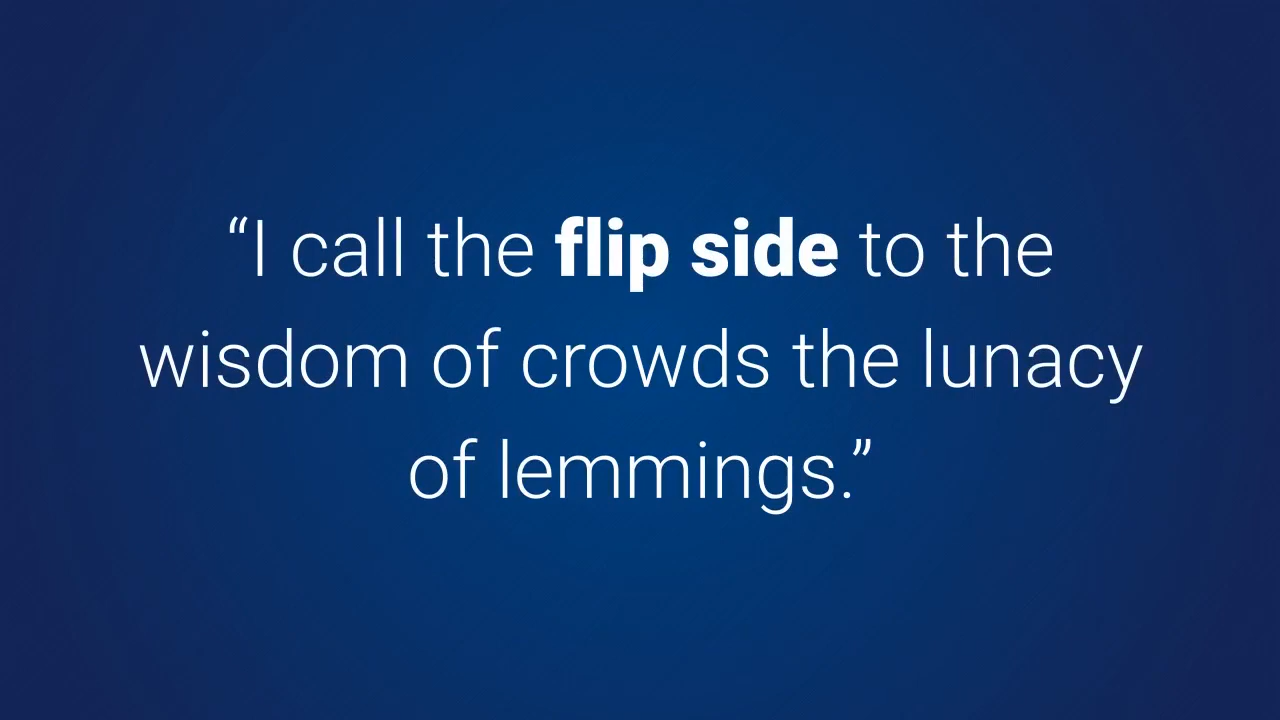 “I call the flip side to the
wisdom of crowds the lunacy
of lemmings.”